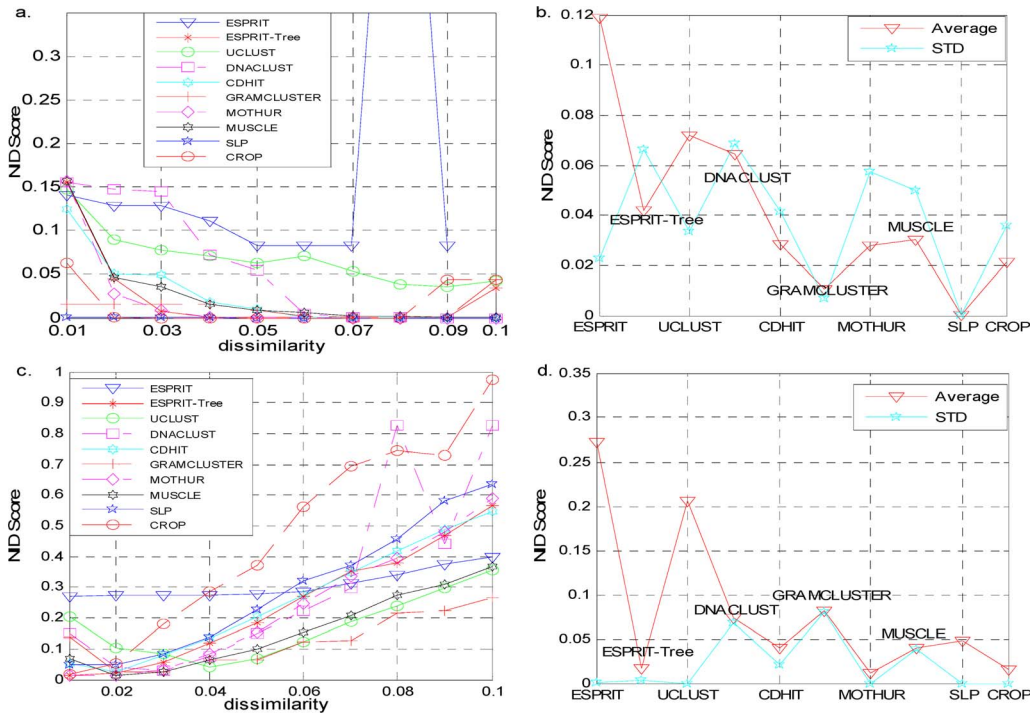 a.
NID Score
0.35
0.3
0.25
0.2
0.15
0.1
0.05
0
0.01
0.03
0.05
0.07
0.09
0.1
dissimilarity
ESPRIT
ESPRIT-Tree
UCLUST
DNACLUST
CDHIT
GRAMCLUSTER
MOTHUR
MUSCLE
SLP
CROP
b.
NID Score
0.12
0.1
0.08
0.06
0.04
0.02
0
Average
STD
DNACLUST
ESPRIT-Tree
MUSCLE
GRAMCLUSTER
ESPRIT
UCLUST
CDHIT
MOTHUR
SLP
CROP
c.
NID Score
1
0.9
0.8
0.7
0.6
0.5
0.4
0.3
0.2
0.1
0
0.02
0.04
0.06
0.08
0.1
dissimilarity
ESPRIT
ESPRIT-Tree
UCLUST
DNACLUST
CDHIT
GRAMCLUSTER
MOTHUR
MUSCLE
SLP
CROP
d.
NID Score
0.35
0.3
0.25
0.2
0.15
0.1
0.05
0
Average
STD
GRAMCLUSTER
DNACLUST
MUSCLE
ESPRIT-Tree
ESPRIT
UCLUST
CDHIT
MOTHUR
SLP
CROP